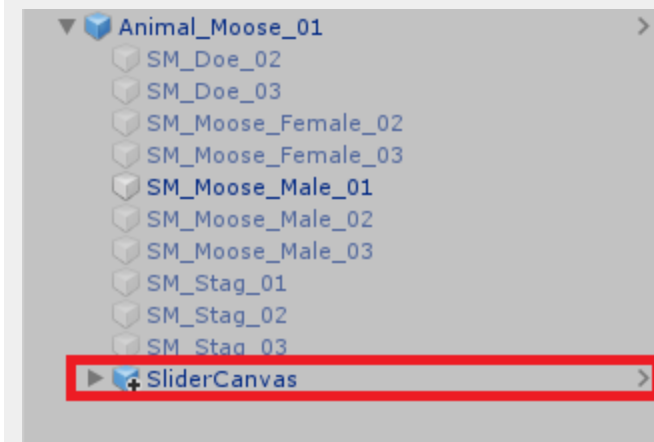 Animal_Moose_01
SM_Doe_02
SM_Doe_03
SM_Moose_Female_02
SM_Moose_Female_03
SM_Moose_Male_01
SM_Moose_Male_02
SM_Moose_Male_03
SM_Stag_01
SM_Stag_02
SM_Stag_03
SliderCanvas